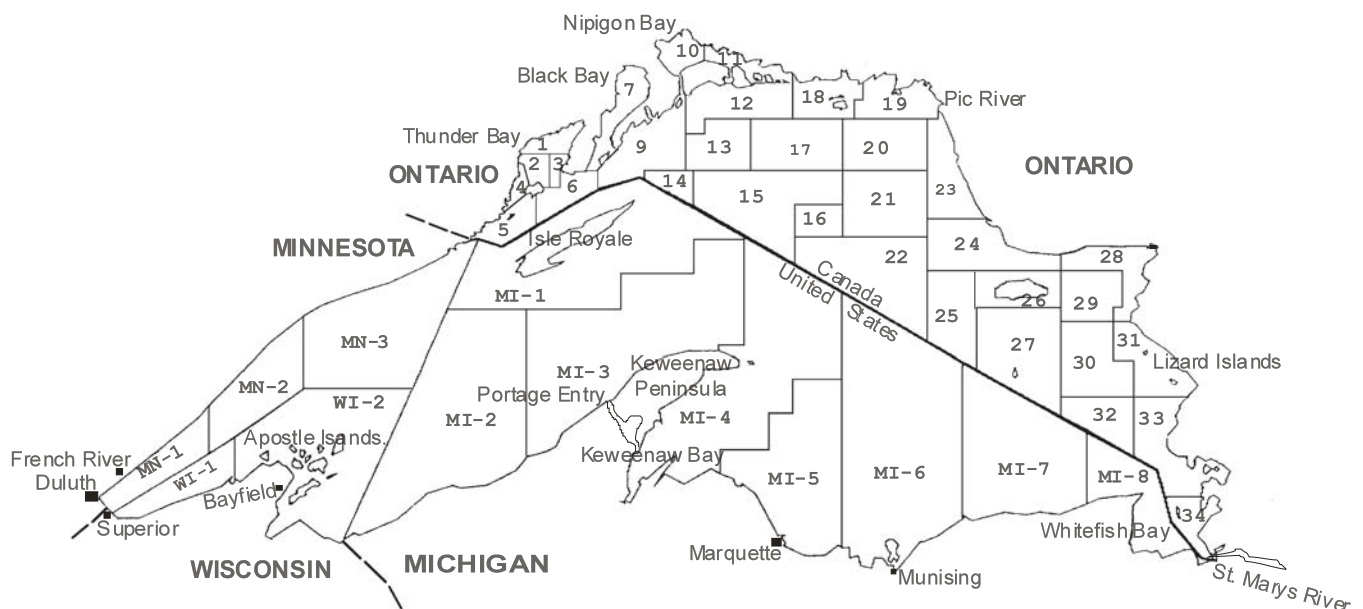 Nipigon Bay
10
11
Black Bay
7
18
12
19
Pic River
Thunder Bay
1
9
13
17
20
ONTARIO
2
3
ONTARIO
4
6
14
15
23
21
16
5
MINNESOTA
Isle Royale
24
22
28
Canada
United States
MI-1
26
29
25
MN-3
27
31
Lizard Islands
30
MI-3
Keweenaw
Peninsula
Portage Entry
MN-2
WI-2
MI-2
MI-4
32
33
Apostle Isands.
French River
MN-1
WI-1
Keweenaw Bay
MI-5
MI-6
MI-7
MI-8
Duluth
Bayfield
Superior
34
Whitefish Bay
Marquette
WISCONSIN
MICHIGAN
Munising
St. Marys River